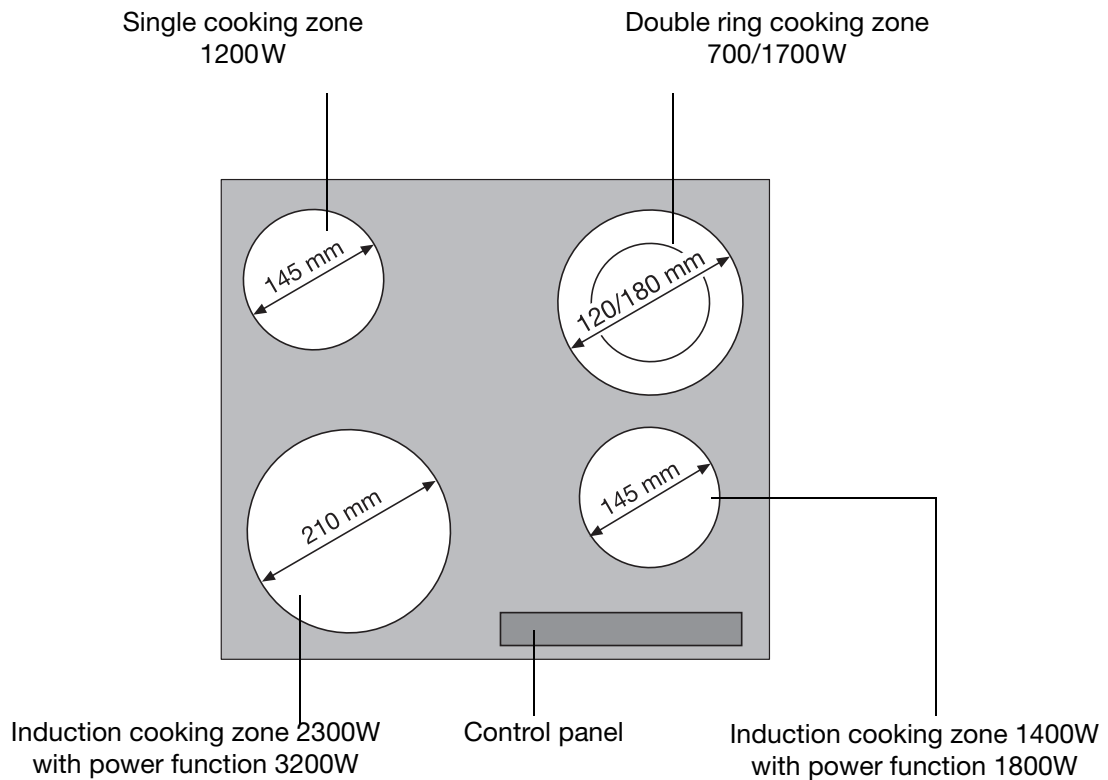 Single cooking zone
1200W
Double ring cooking zone
700/1700W
145 mm
120/180 mm
210 mm
145 mm
Induction cooking zone 2300W
with power function 3200W
Control panel
Induction cooking zone 1400W
with power function 1800W